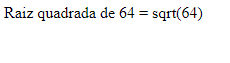 Raiz quadrada de 64 = sqrt(64)